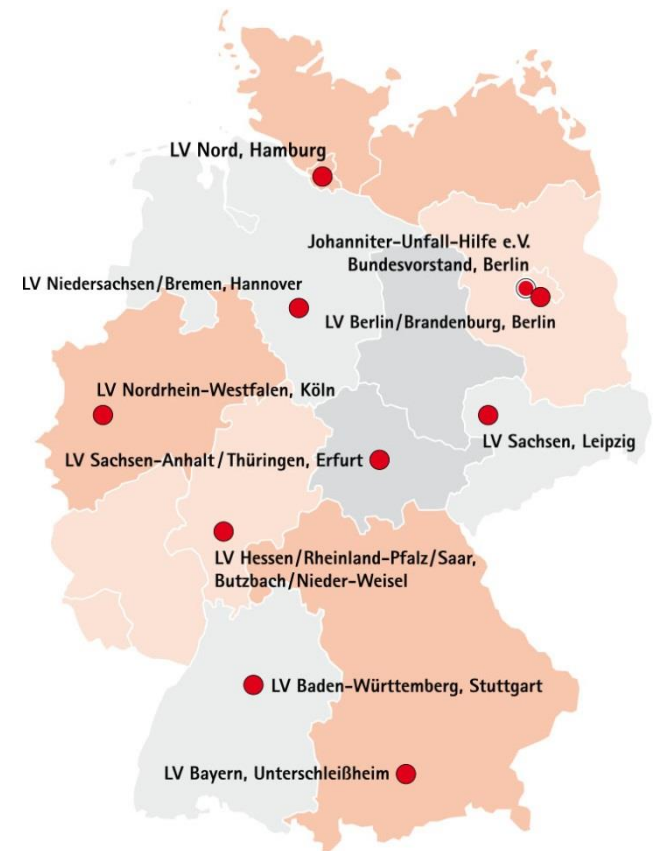 LV Nord, Hamburg
Johanniter-Unfall-Hilfe e.V.
Bundesvorstand, Berlin
LV Niedersachsen/Bremen, Hannover
LV Berlin/Brandenburg, Berlin
LV Nordrhein-Westfalen, Köln
LV Sachsen, Leipzig
LV Sachsen-Anhalt/Thüringen, Erfurt
LV Hessen/Rheinland-Pfalz/Saar,
Butzbach/Nieder-Weisel
LV Baden-Württemberg, Stuttgart
LV Bayern, Unterschleißheim